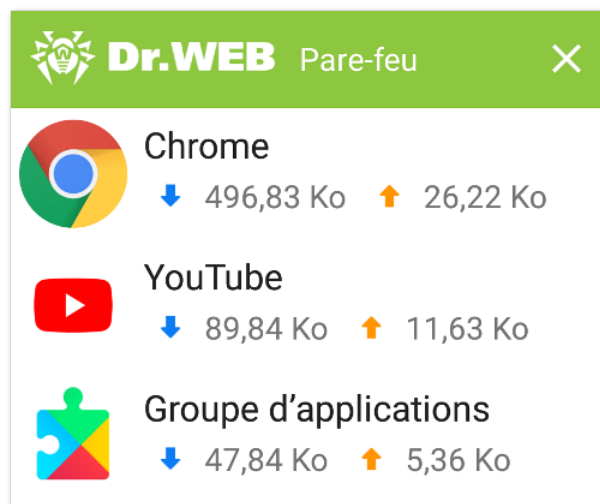 Dr.WEB Pare-feu
Chrome
496,83 Ko 26,22 Ko
YouTube
89,84 Ko 11,63 Ko
Groupe d’applications
47,84 Ko 5,36 Ko